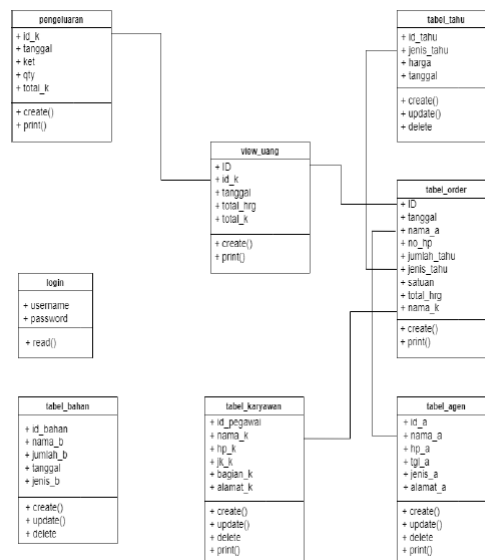 pengeluaran
+ id_k
+ tanggal
+ ket
+ qty
+ total_k
+ create()
+ print()
tabel_tahu
+ id_tahu
+ jenis_tahu
+ harga
+ tanggal
+ create()
+ update()
+ delete
view_uang
+ ID
+ id_k
+ tanggal
+ total_hrg
+ total_k
+ create()
+ print()
tabel_order
+ ID
+ tanggal
+ nama_a
+ no_hp
+ jumlah_tahu
+ jenis_tahu
+ satuan
+ total_hrg
+ nama_k
+ create()
+ print()
login
+ username
+ password
+ read()
tabel_bahan
+ id_bahan
+ nama_b
+ jumlah_b
+ tanggal
+ jenis_b
+ create()
+ update()
+ delete
tabel_karyawan
+ id_pegawai
+ nama_k
+ hp_k
+ jk_k
+ bagian_k
+ alamat_k
+ create()
+ update()
+ delete
+ print()
tabel_agen
+ id_a
+ nama_a
+ hp_a
+ tgl_a
+ jenis_a
+ alamat_a
+ create()
+ update()
+ delete
+ print()